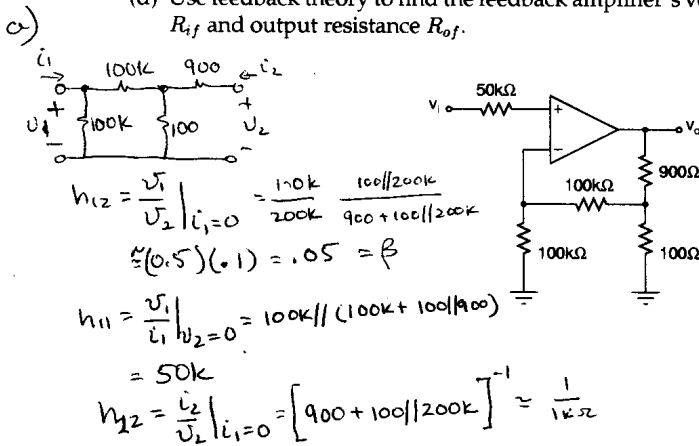 (d) Use feedback theory to find the feedback amplifier's v
R_if and output resistance R_of.
a)
i₁ 100K 900 i₂
+ +
v₁ 100K 100 v₂
- -
h₁₂ = v₁/v₂ |i₁=0 = 100k/200k 100//200k/900+100//200k
≅ (0.5)(.1) = .05 = β
h₁₁ = v₁/i₁ |v₂=0 = 100K// (100K + 100//900)
= 50K
h₂₂ = i₂/v₂ |i₁=0 = [900 + 100//200K]⁻¹ ≈ 1/1kΩ
50kΩ
Vi
+
-
Vo
900Ω
100kΩ
100kΩ
100Ω